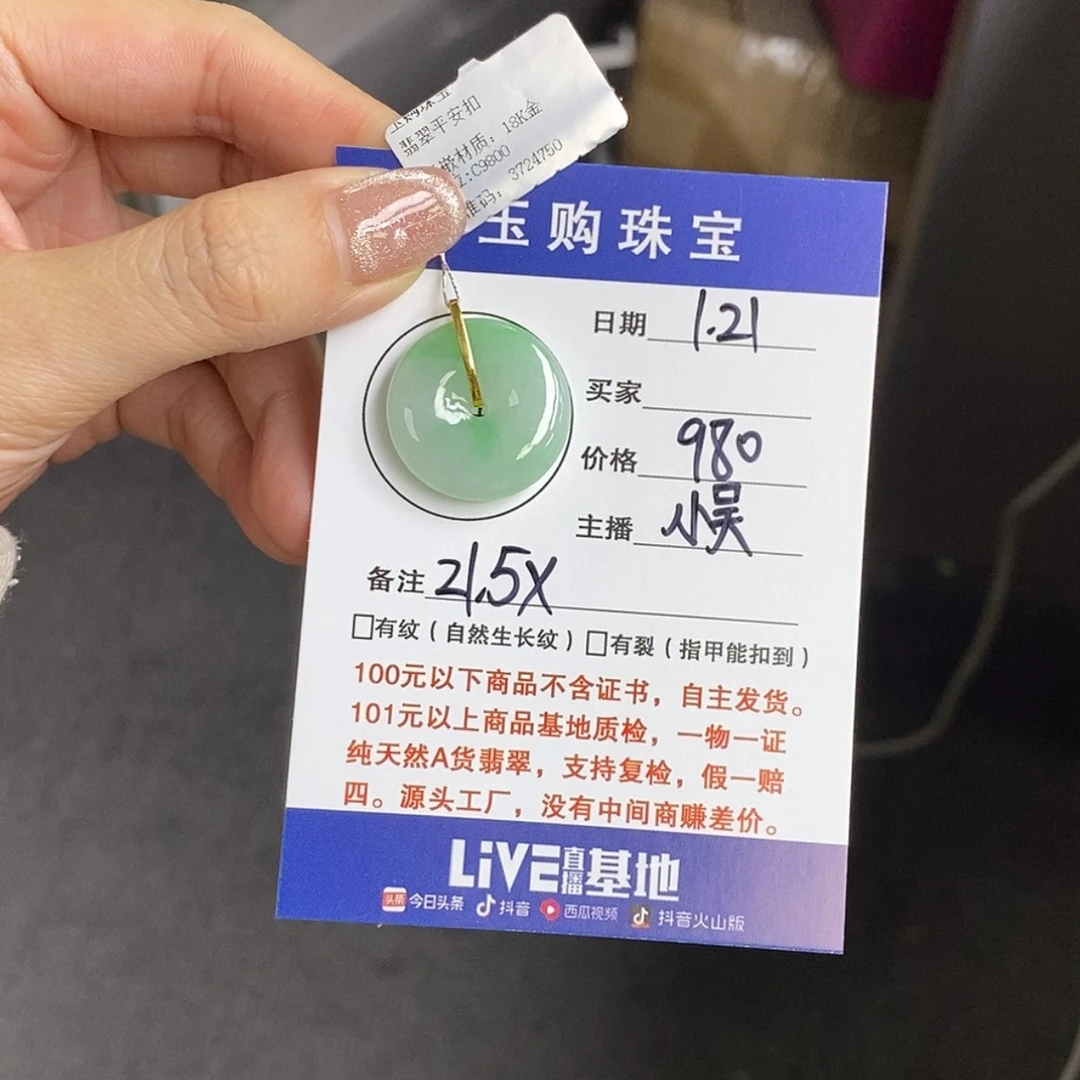 翡翠平安扣
嵌材质：18K金
:C9800
准码：3724750
玉购珠宝
日期 1.21
买家
价格 980
主播 小吴
备注 21.5X
□有纹（自然生长纹）□有裂（指甲能扣到）
100元以下商品不含证书，自主发货。
101元以上商品基地质检，一物一证
纯天然A货翡翠，支持复检，假一赔
四。源头工厂，没有中间商赚差价。
LiVE直播基地
头条 今日头条 抖音 西瓜视频 抖音火山版